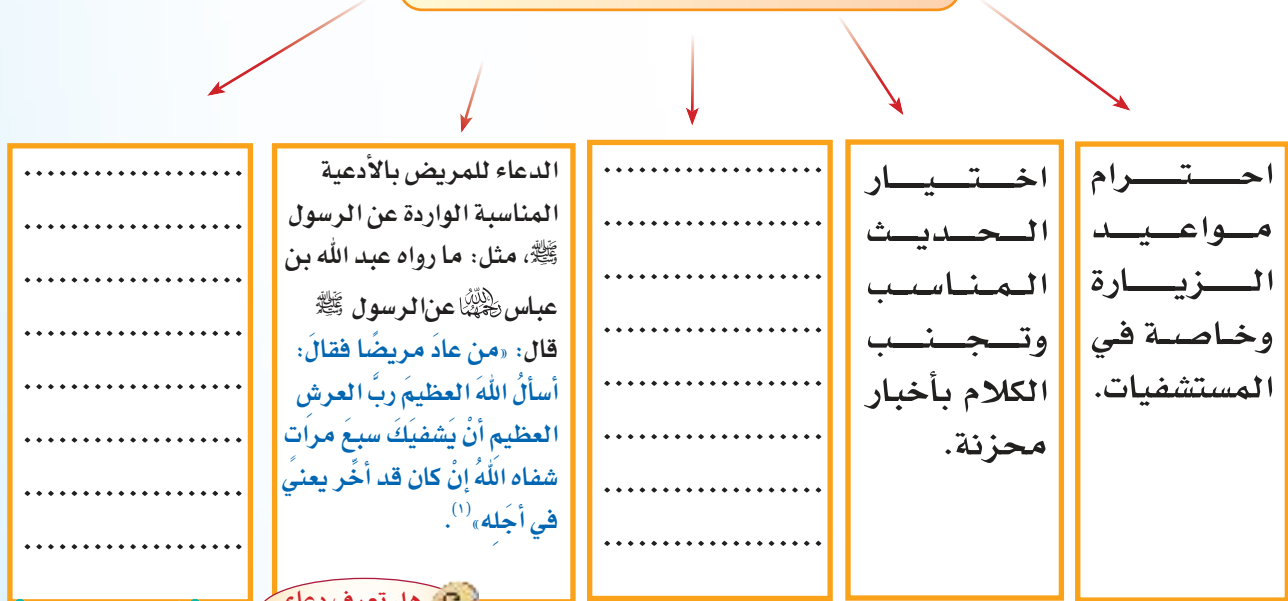 احترام
مواعيد
الزيارة
وخاصة في
المستشفيات.
اختيار
الحديث
المناسب
وتجنب
الكلام بأخبار
محزنة.
...................
...................
...................
...................
...................
...................
...................
...................
الدعاء للمريض بالأدعية
المناسبة الواردة عن الرسول
ﷺ، مثل: ما رواه عبد الله بن
عباس رضي الله عنهما عن الرسول ﷺ
قال: «من عادَ مريضًا فقالَ:
أسألُ اللهَ العظيمَ ربَّ العرشِ
العظيمِ أنْ يَشفيَكَ سبعَ مراتٍ
شفاه اللهُ إنْ كان قد أخَّر يعني
في أجَلِه»(١).
...................
...................
...................
...................
...................
...................
...................
...................
هل تعرف دعاء